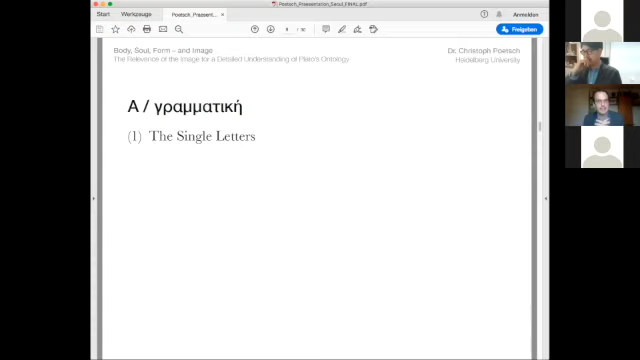 Poetsch_Praesentation_Seoul_FINAL.pdf
Start
Werkzeuge
Poetsch_Praesentat...
×
Anmelden
Freigeben
Body, Soul, Form – and Image
The Relevance of the Image for a Detailed Understanding of Plato's Ontology
Dr. Christoph Poetsch
Heidelberg University
A / γραμματική
(1) The Single Letters